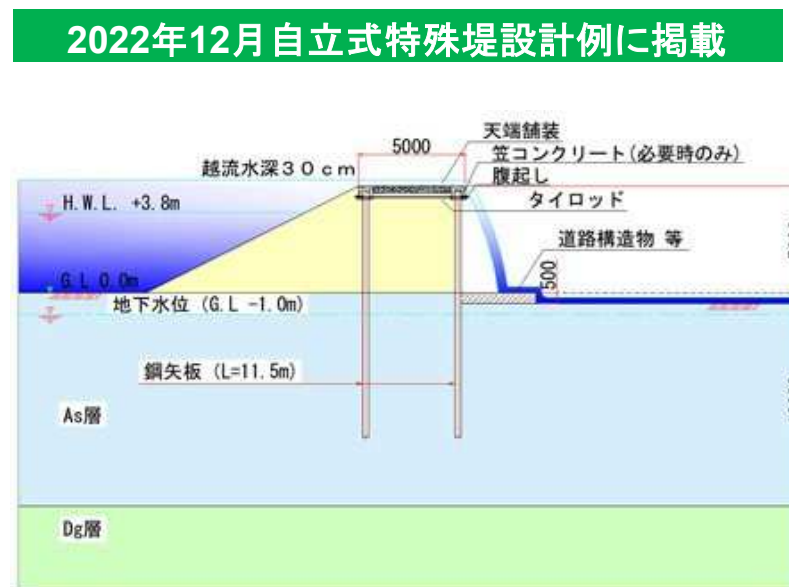 2022年12月自立式特殊堤設計例に掲載
天端舗装
5000
笠コンクリート(必要時のみ)
越流水深30cm
腹起し
H.W.L. +3.8m
タイロッド
道路構造物 等
500
G.L 0.0m
地下水位 (G.L -1.0m)
鋼矢板 (L=11.5m)
As層
Dg層